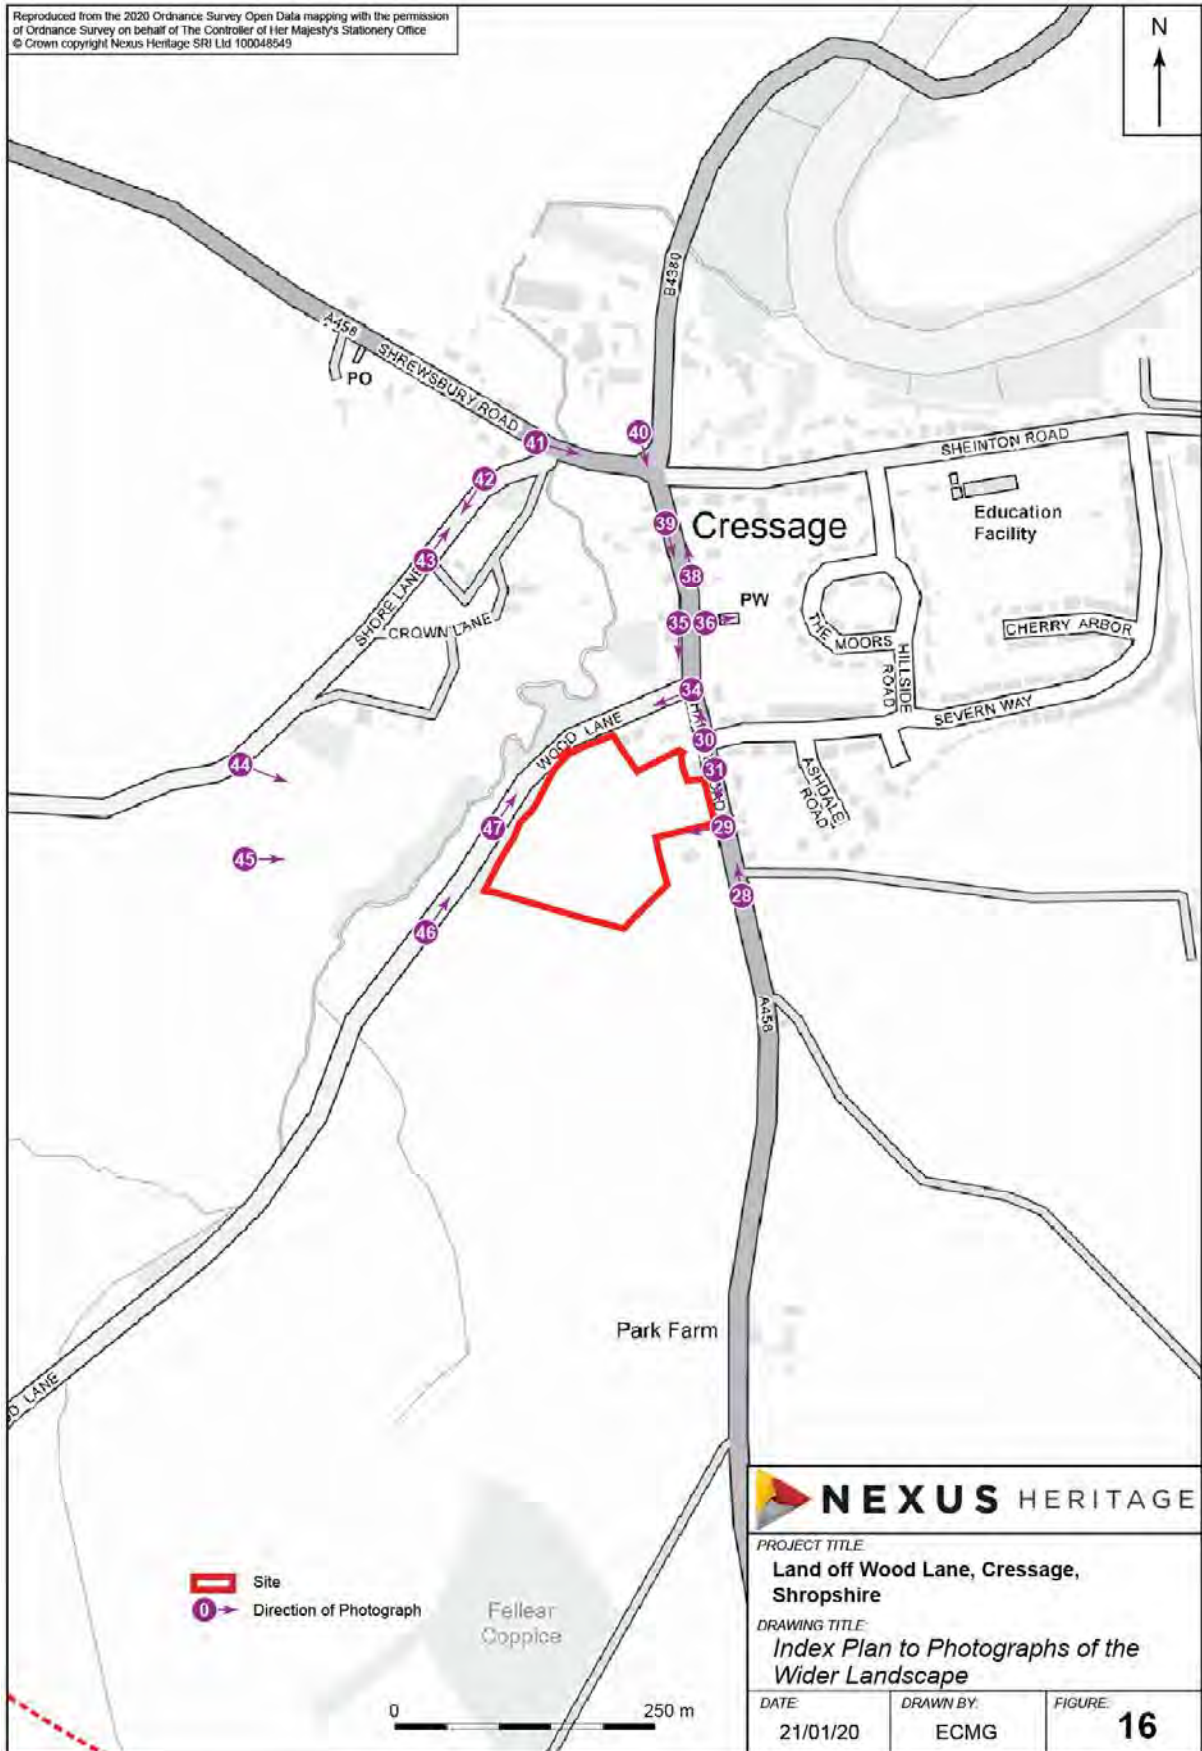 Reproduced from the 2020 Ordnance Survey Open Data mapping with the permission
of Ordnance Survey on behalf of The Controller of Her Majesty's Stationery Office
© Crown copyright Nexus Heritage SRI Ltd 100048549
N
B4380
A458
SHREWSBURY ROAD
PO
41
40
SHEINTON ROAD
42
Education
Facility
39
Cressage
43
38
SHORE LANE
CROWN LANE
35
36
PW
THE MOORS
HILLSIDE
ROAD
CHERRY ARBOR
34
WOOD LANE
SEVERN WAY
30
44
31
ASHDALE
ROAD
47
29
45
28
46
A458
Park Farm
LANE
NEXUS HERITAGE
PROJECT TITLE:
Land off Wood Lane, Cressage,
Shropshire
Site
0 Direction of Photograph
Fellear
Coppice
DRAWING TITLE:
Index Plan to Photographs of the
Wider Landscape
0
250 m
DATE:
DRAWN BY:
FIGURE:
21/01/20
ECMG
16